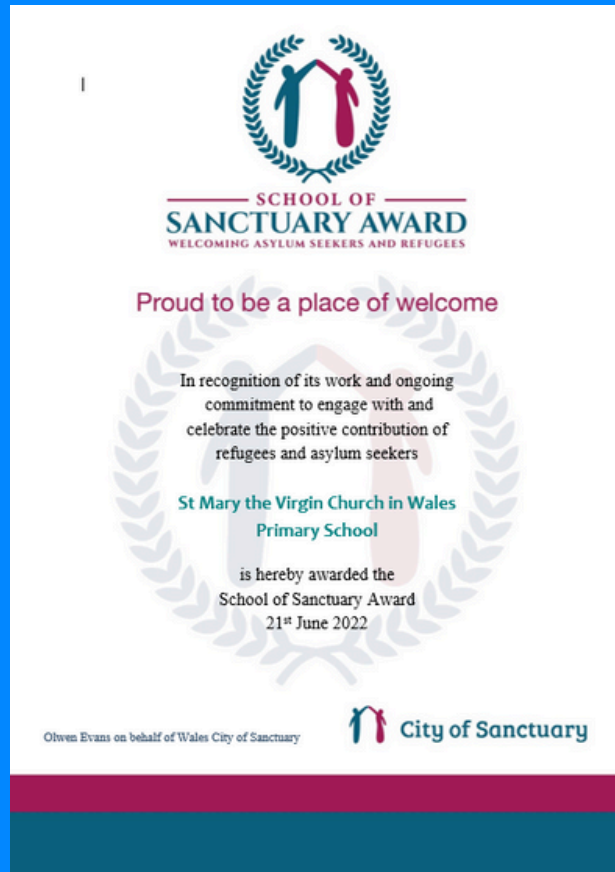 SCHOOL OF
SANCTUARY AWARD
WELCOMING ASYLUM SEEKERS AND REFUGEES
Proud to be a place of welcome
In recognition of its work and ongoing
commitment to engage with and
celebrate the positive contribution of
refugees and asylum seekers
St Mary the Virgin Church in Wales
Primary School
is hereby awarded the
School of Sanctuary Award
21st June 2022
Olwen Evans on behalf of Wales City of Sanctuary
City of Sanctuary